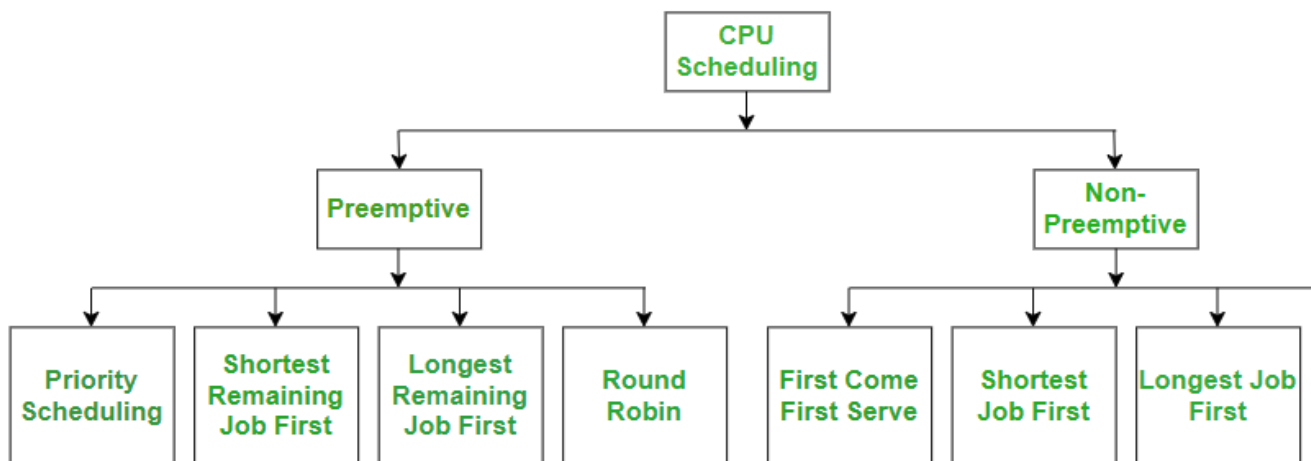 CPU
Scheduling
Preemptive
Non-
Preemptive
Priority
Scheduling
Shortest
Remaining
Job First
Longest
Remaining
Job First
Round
Robin
First Come
First Serve
Shortest
Job First
Longest Job
First